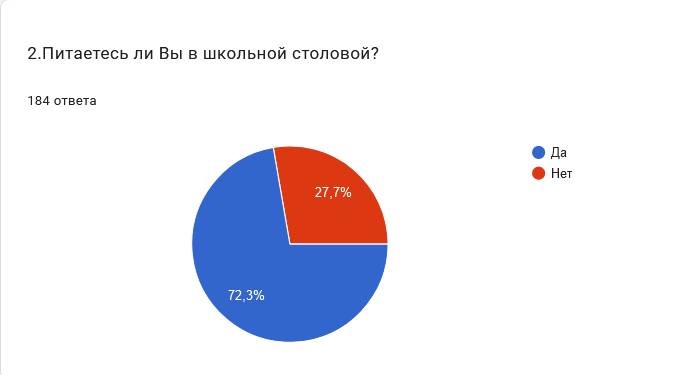 2.Питаетесь ли Вы в школьной столовой?
184 ответа
Да
Нет
27,7%
72,3%